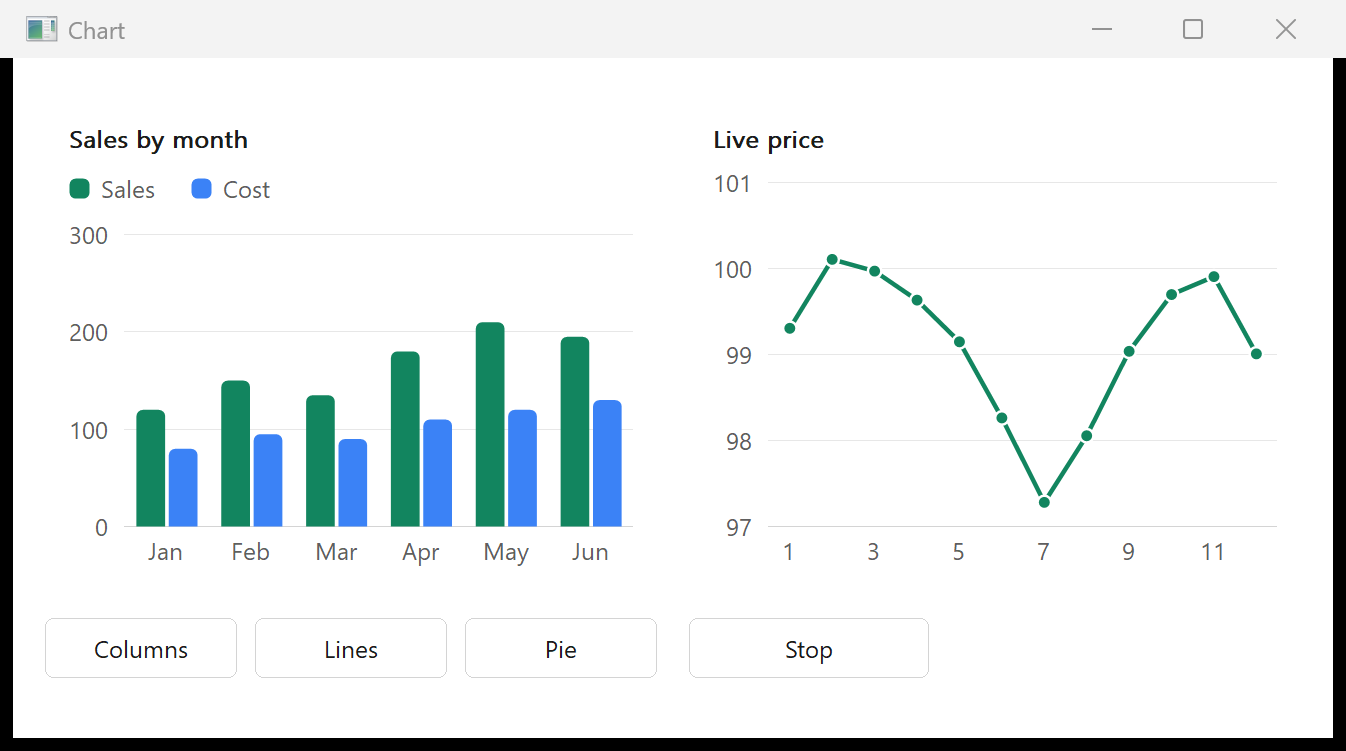 Chart
Sales by month
Sales Cost
300
200
100
0
Jan Feb Mar Apr May Jun
Live price
101
100
99
98
97
1 3 5 7 9 11
Columns Lines Pie Stop